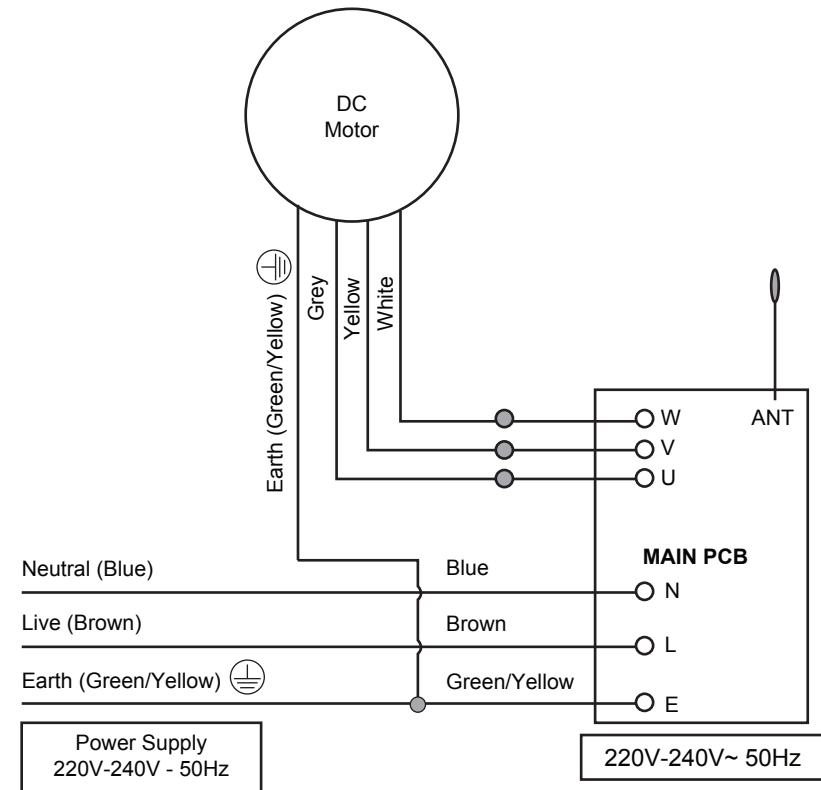 DC
Motor
Earth (Green/Yellow)
Grey
Yellow
White
W
ANT
V
U
MAIN PCB
Neutral (Blue)
Blue
N
Live (Brown)
Brown
L
Earth (Green/Yellow)
Green/Yellow
E
Power Supply
220V-240V - 50Hz
220V-240V~ 50Hz